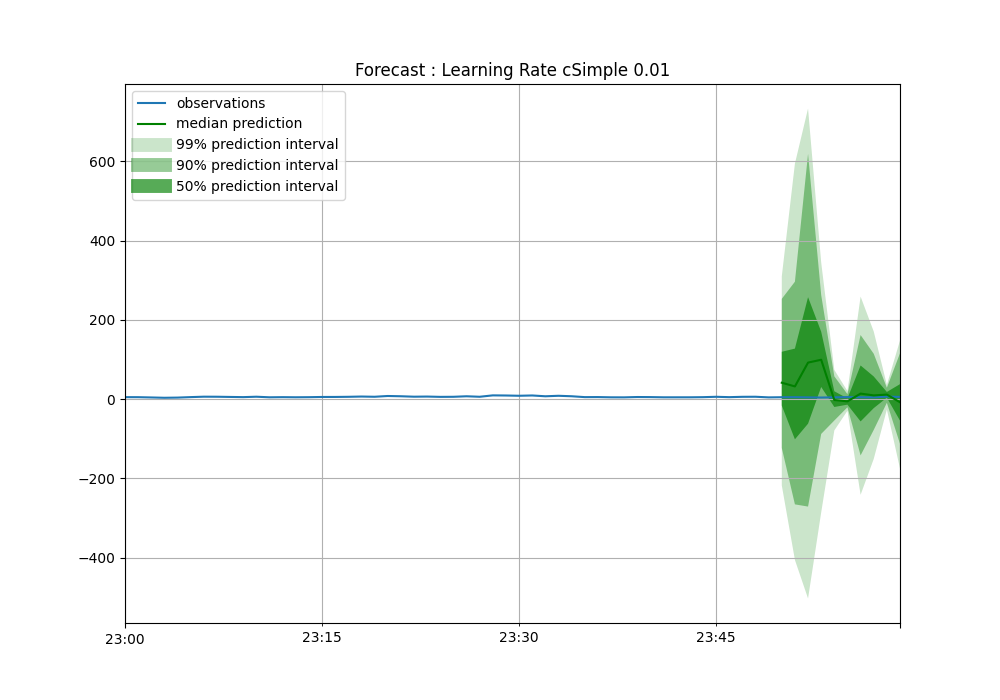 Forecast : Learning Rate cSimple 0.01
observations
median prediction
99% prediction interval
90% prediction interval
50% prediction interval
600
400
200
0
−200
−400
23:00
23:15
23:30
23:45